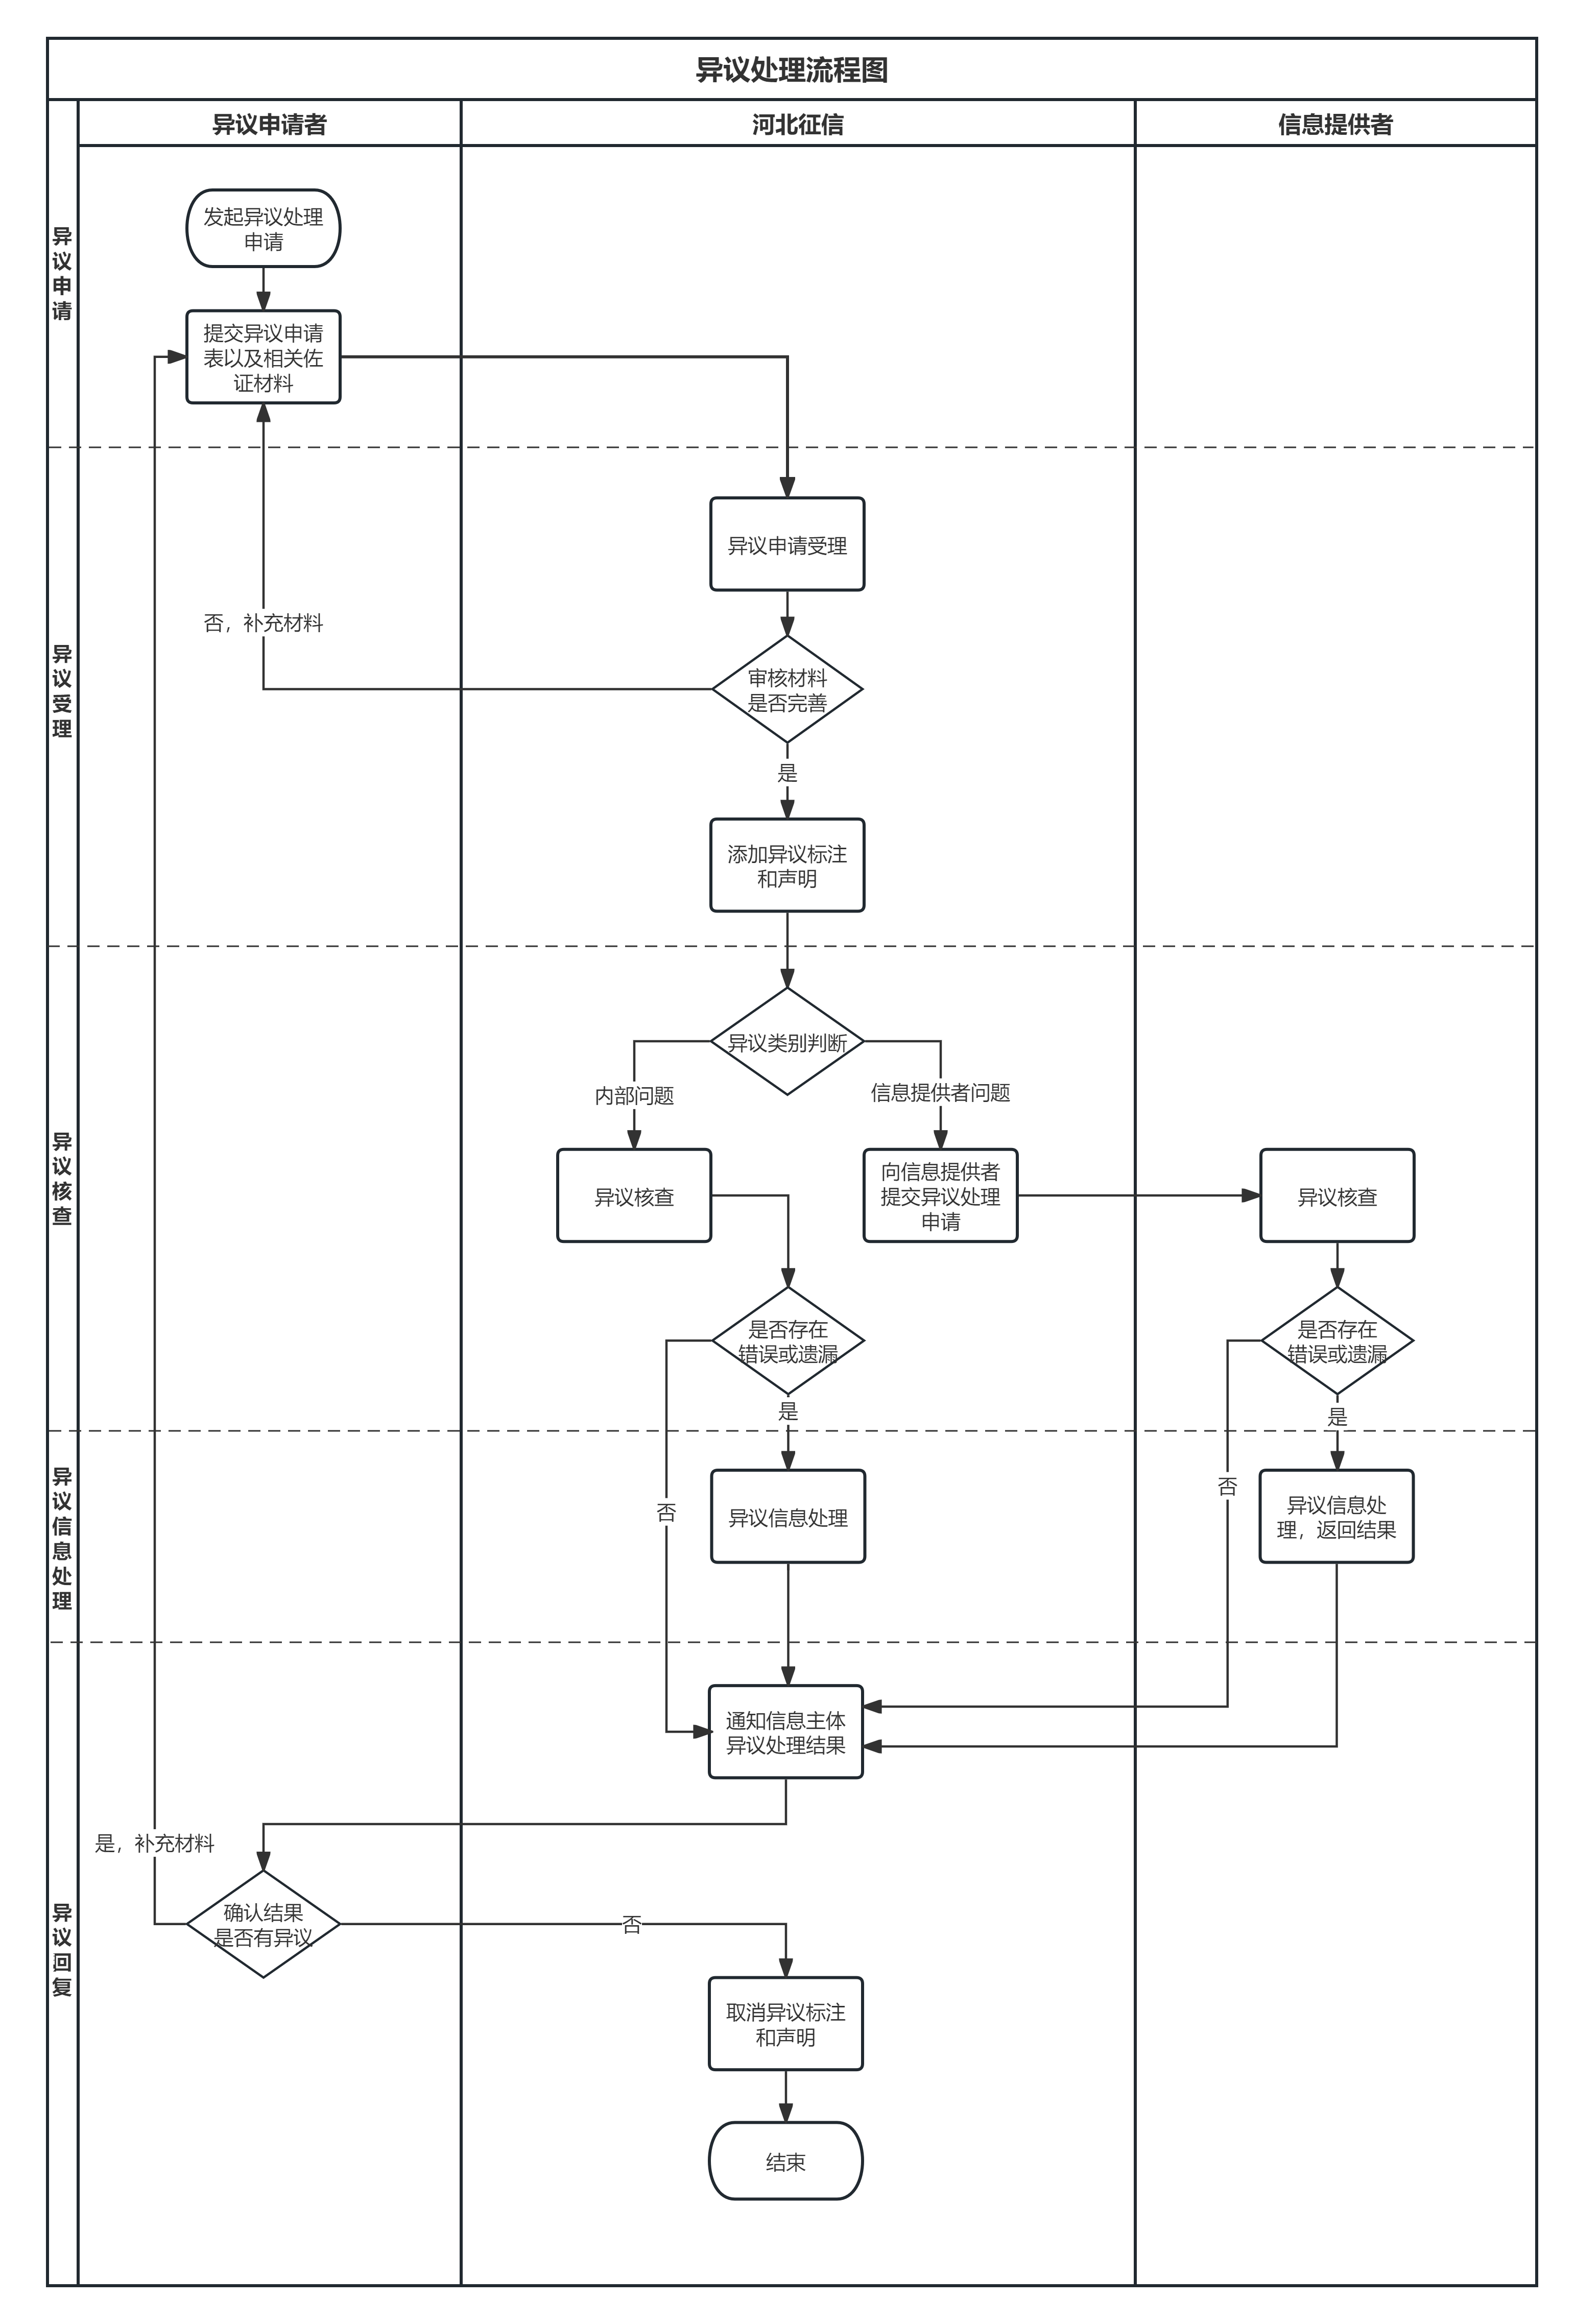 异议处理流程图
异议申请者
河北征信
信息提供者
异
议
申
请
发起异议处理
申请
提交异议申请
表以及相关佐
证材料
异
议
受
理
异议申请受理
否，补充材料
审核材料
是否完善
是
添加异议标注
和声明
异
议
核
查
异议类别判断
内部问题
信息提供者问题
异议核查
向信息提供者
提交异议处理
申请
异议核查
是否存在
错误或遗漏
是否存在
错误或遗漏
是
是
异
议
信
息
处
理
否
异议信息处理
否
异议信息处
理，返回结果
通知信息主体
异议处理结果
是，补充材料
异
议
回
复
确认结果
是否有异议
否
取消异议标注
和声明
结束